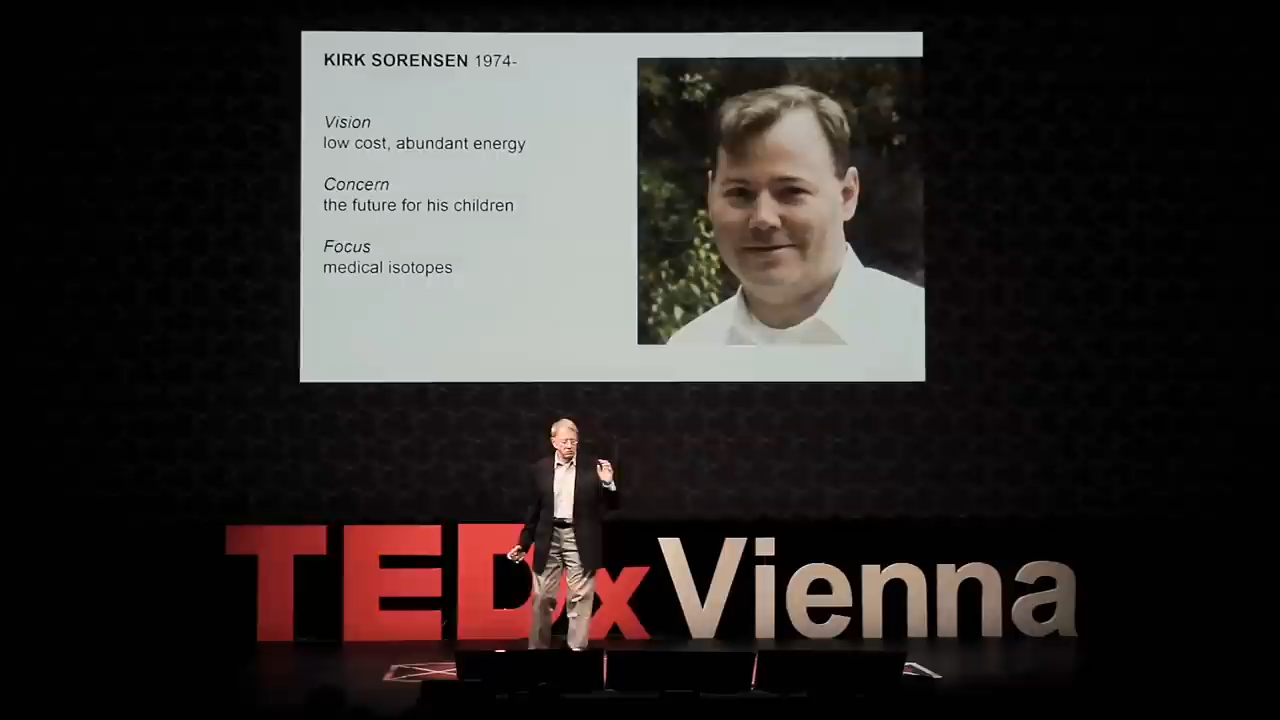 KIRK SORENSEN 1974-
Vision
low cost, abundant energy
Concern
the future for his children
Focus
medical isotopes
TEDxVienna